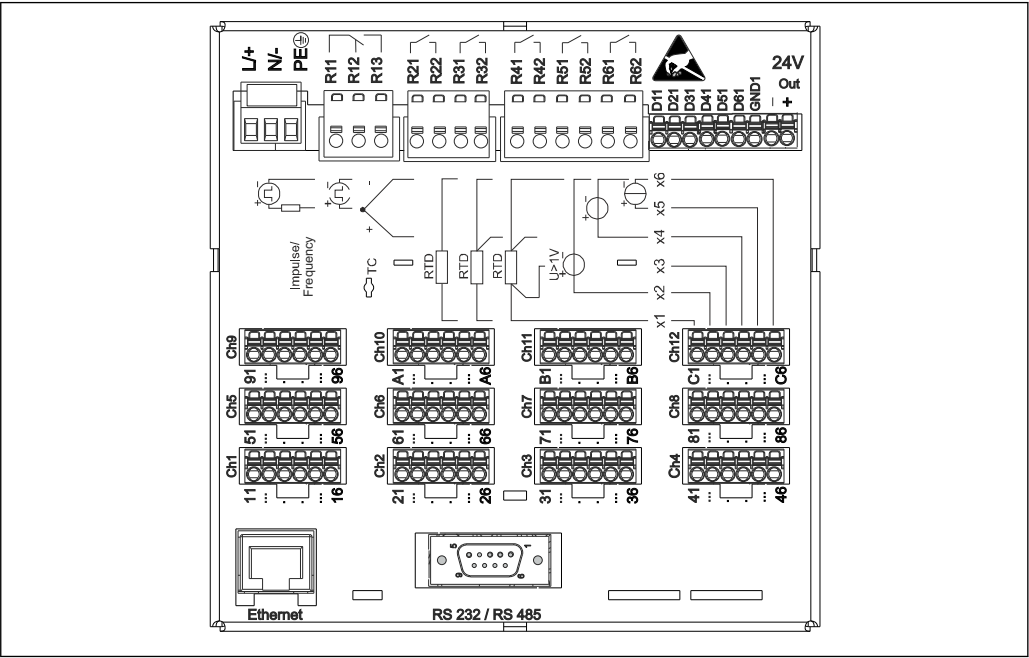 L/+
N/-
PE
R11
R12
R13
R21
R22
R31
R32
R41
R42
R51
R52
R61
R62
D11
D21
D31
D41
D51
D61
GND1
24V
Out
- +
- + - + - +
Impulse/
Frequency
TC
RTD
RTD
RTD
U>1V
+ -
+ -
+ -
x6
x5
x4
x3
x2
x1
Ch9
91 ... ... 96
Ch10
A1 ... ... A6
Ch11
B1 ... ... B6
Ch12
C1 ... ... C6
Ch5
51 ... ... 56
Ch6
61 ... ... 66
Ch7
71 ... ... 76
Ch8
81 ... ... 86
Ch1
11 ... ... 16
Ch2
21 ... ... 26
Ch3
31 ... ... 36
Ch4
41 ... ... 46
5 1
9 6
Ethernet
RS 232 / RS 485